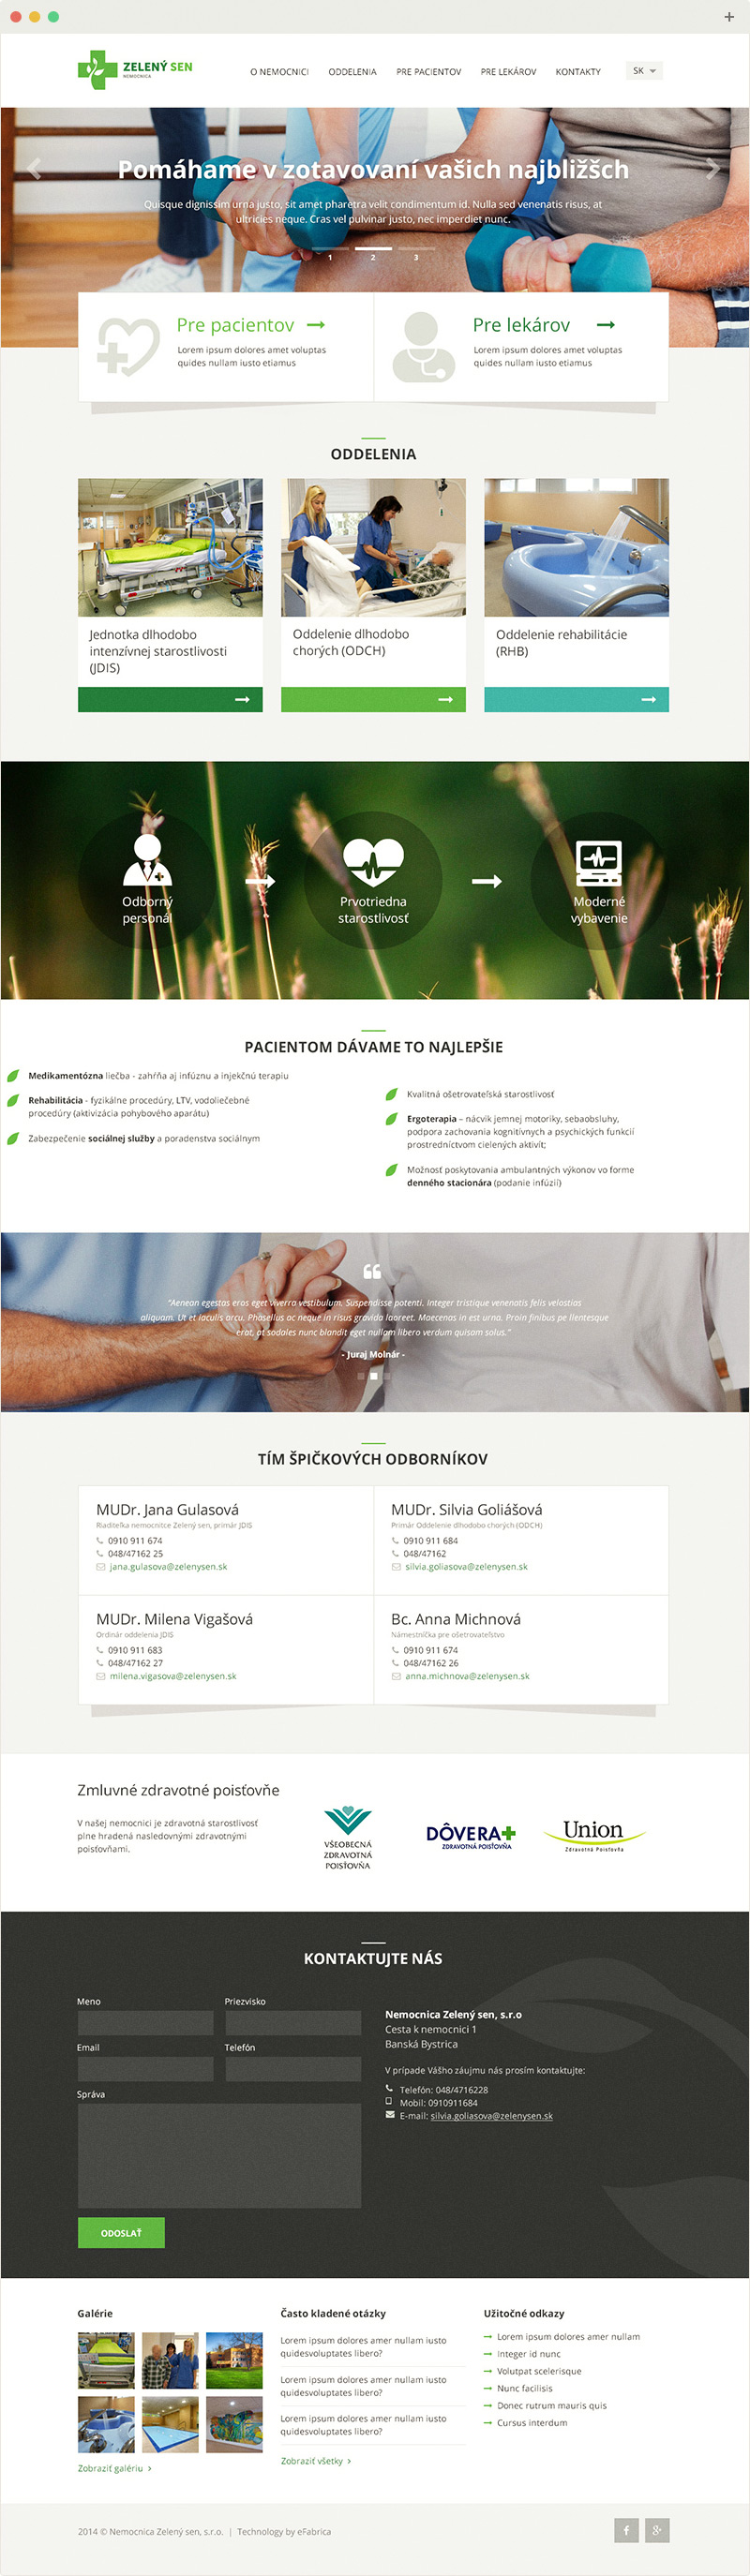 ZELENÝ SEN
NEMOCNICA
O NEMOCNICI
ODDELENIA
PRE PACIENTOV
PRE LEKÁROV
KONTAKTY
SK
Pomáhame v zotavovaní vašich najbližšch
Quisque dignissim urna justo, sit amet pharetra velit condimentum id. Nulla sed venenatis risus, at
ultricies neque. Cras vel pulvinar justo, nec imperdiet nunc.
1
2
3
Pre pacientov
Lorem ipsum dolores amet voluptas
quides nullam iusto etiamus
Pre lekárov
Lorem ipsum dolores amet voluptas
quides nullam iusto etiamus
ODDELENIA
Jednotka dlhodobo
intenzívnej starostlivosti
(JDIS)
Oddelenie dlhodobo
chorých (ODCH)
Oddelenie rehabilitácie
(RHB)
Odborný
personál
Prvotriedna
starostlivosť
Moderné
vybavenie
PACIENTOM DÁVAME TO NAJLEPŠIE
Medikamentózna liečba - zahŕňa aj infúznu a injekčnú terapiu
Rehabilitácia - fyzikálne procedúry, LTV, vodoliečebné
procedúry (aktivizácia pohybového aparátu)
Zabezpečenie sociálnej služby a poradenstva sociálnym
Kvalitná ošetrovateľská starostlivosť
Ergoterapia – nácvik jemnej motoriky, sebaobsluhy,
podpora zachovania kognitívnych a psychických funkcií
prostredníctvom cielených aktivít;
Možnosť poskytovania ambulantných výkonov vo forme
denného stacionára (podanie infúzií)
“Aenean egestas eros eget viverra vestibulum. Suspendisse potenti. Integer tristique venenatis felis velostias
aliquam. Ut et iaculis arcu. Phasellus ac neque in risus gravida laoreet. Maecenas in est urna. Proin finibus pe llentesque
erat, at sodales nunc blandit eget nullam libero verdum quisam solus.”
- Juraj Molnár -
TÍM ŠPIČKOVÝCH ODBORNÍKOV
MUDr. Jana Gulasová
Riaditeľka nemocnitce Zelený sen, primár JDIS
0910 911 674
048/47162 25
jana.gulasova@zelenysen.sk
MUDr. Silvia Goliášová
Primár Oddelenie dlhodobo chorých (ODCH)
0910 911 684
048/47162
silvia.goliasova@zelenysen.sk
MUDr. Milena Vigašová
Ordinár oddelenia JDIS
0910 911 683
048/47162 27
milena.vigasova@zelenysen.sk
Bc. Anna Michnová
Námestníčka pre ošetrovateľstvo
0910 911 674
048/47162 26
anna.michnova@zelenysen.sk
Zmluvné zdravotné poisťovňe
V našej nemocnici je zdravotná starostlivosť
plne hradená nasledovnými zdravotnými
poisťovňami.
VŠEOBECNÁ
ZDRAVOTNÁ
POISŤOVŇA
DÔVERA
ZDRAVOTNÁ POISŤOVŇA
Union
Zdravotná Poisťovňa
KONTAKTUJTE NÁS
Meno
Priezvisko
Email
Telefón
Správa
ODOSLAŤ
Nemocnica Zelený sen, s.r.o
Cesta k nemocnici 1
Banská Bystrica
V prípade Vášho záujmu nás prosím kontaktujte:
Telefón: 048/4716228
Mobil: 0910911684
E-mail: silvia.goliasova@zelenysen.sk
Galérie
Zobraziť galériu
Často kladené otázky
Lorem ipsum dolores amer nullam iusto
quidesvoluptates libero?
Lorem ipsum dolores amer nullam iusto
quidesvoluptates libero?
Lorem ipsum dolores amer nullam iusto
quidesvoluptates libero?
Zobraziť všetky
Užitočné odkazy
Lorem ipsum dolores amer nullam
Integer id nunc
Volutpat scelerisque
Nunc facilisis
Donec rutrum mauris quis
Cursus interdum
2014 © Nemocnica Zelený sen, s.r.o. | Technology by eFabrica